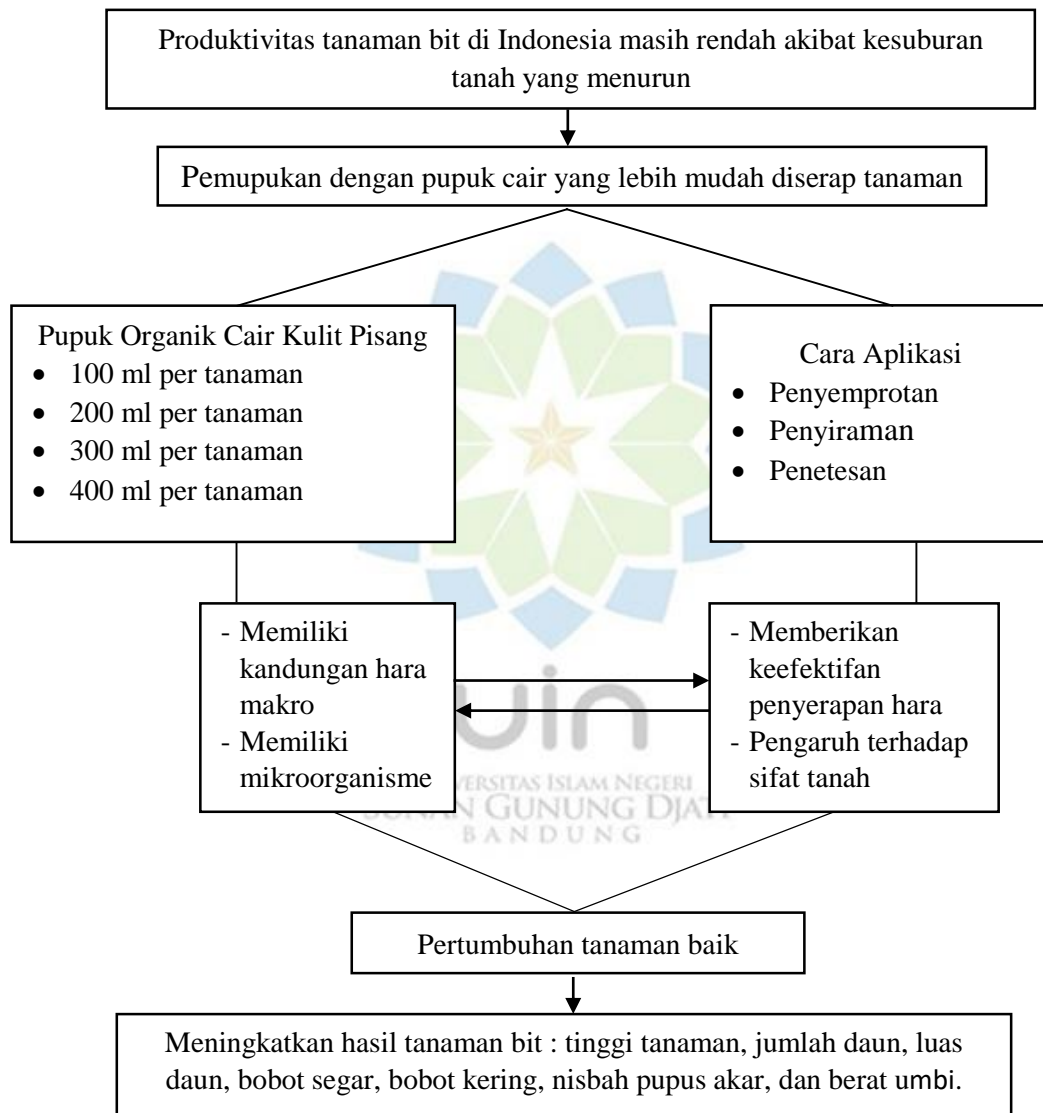 Produktivitas tanaman bit di Indonesia masih rendah akibat kesuburan
tanah yang menurun
Pemupukan dengan pupuk cair yang lebih mudah diserap tanaman
Pupuk Organik Cair Kulit Pisang
• 100 ml per tanaman
• 200 ml per tanaman
• 300 ml per tanaman
• 400 ml per tanaman
Cara Aplikasi
• Penyemprotan
• Penyiraman
• Penetesan
- Memiliki
kandungan hara
makro
- Memiliki
mikroorganisme
- Memberikan
keefektifan
penyerapan hara
- Pengaruh terhadap
sifat tanah
uin
ISLAM NEGERI
GUNUNG
BANDUNG
Pertumbuhan tanaman baik
Meningkatkan hasil tanaman bit : tinggi tanaman, jumlah daun, luas
daun, bobot segar, bobot kering, nisbah pupus akar, dan berat umbi.